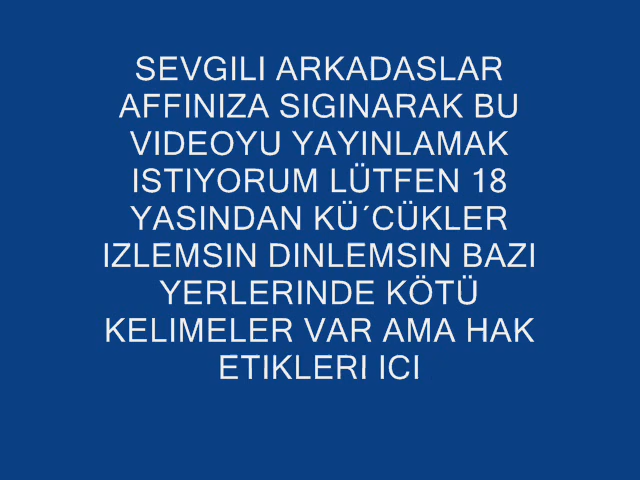 SEVGILI ARKADASLAR
AFFINIZA SIGINARAK BU
VIDEOYU YAYINLAMAK
ISTIYORUM LÜTFEN 18
YASINDAN KÜ´CÜKLER
IZLEMSIN DINLEMSIN BAZI
YERLERINDE KÖTÜ
KELIMELER VAR AMA HAK
ETIKLERI ICI